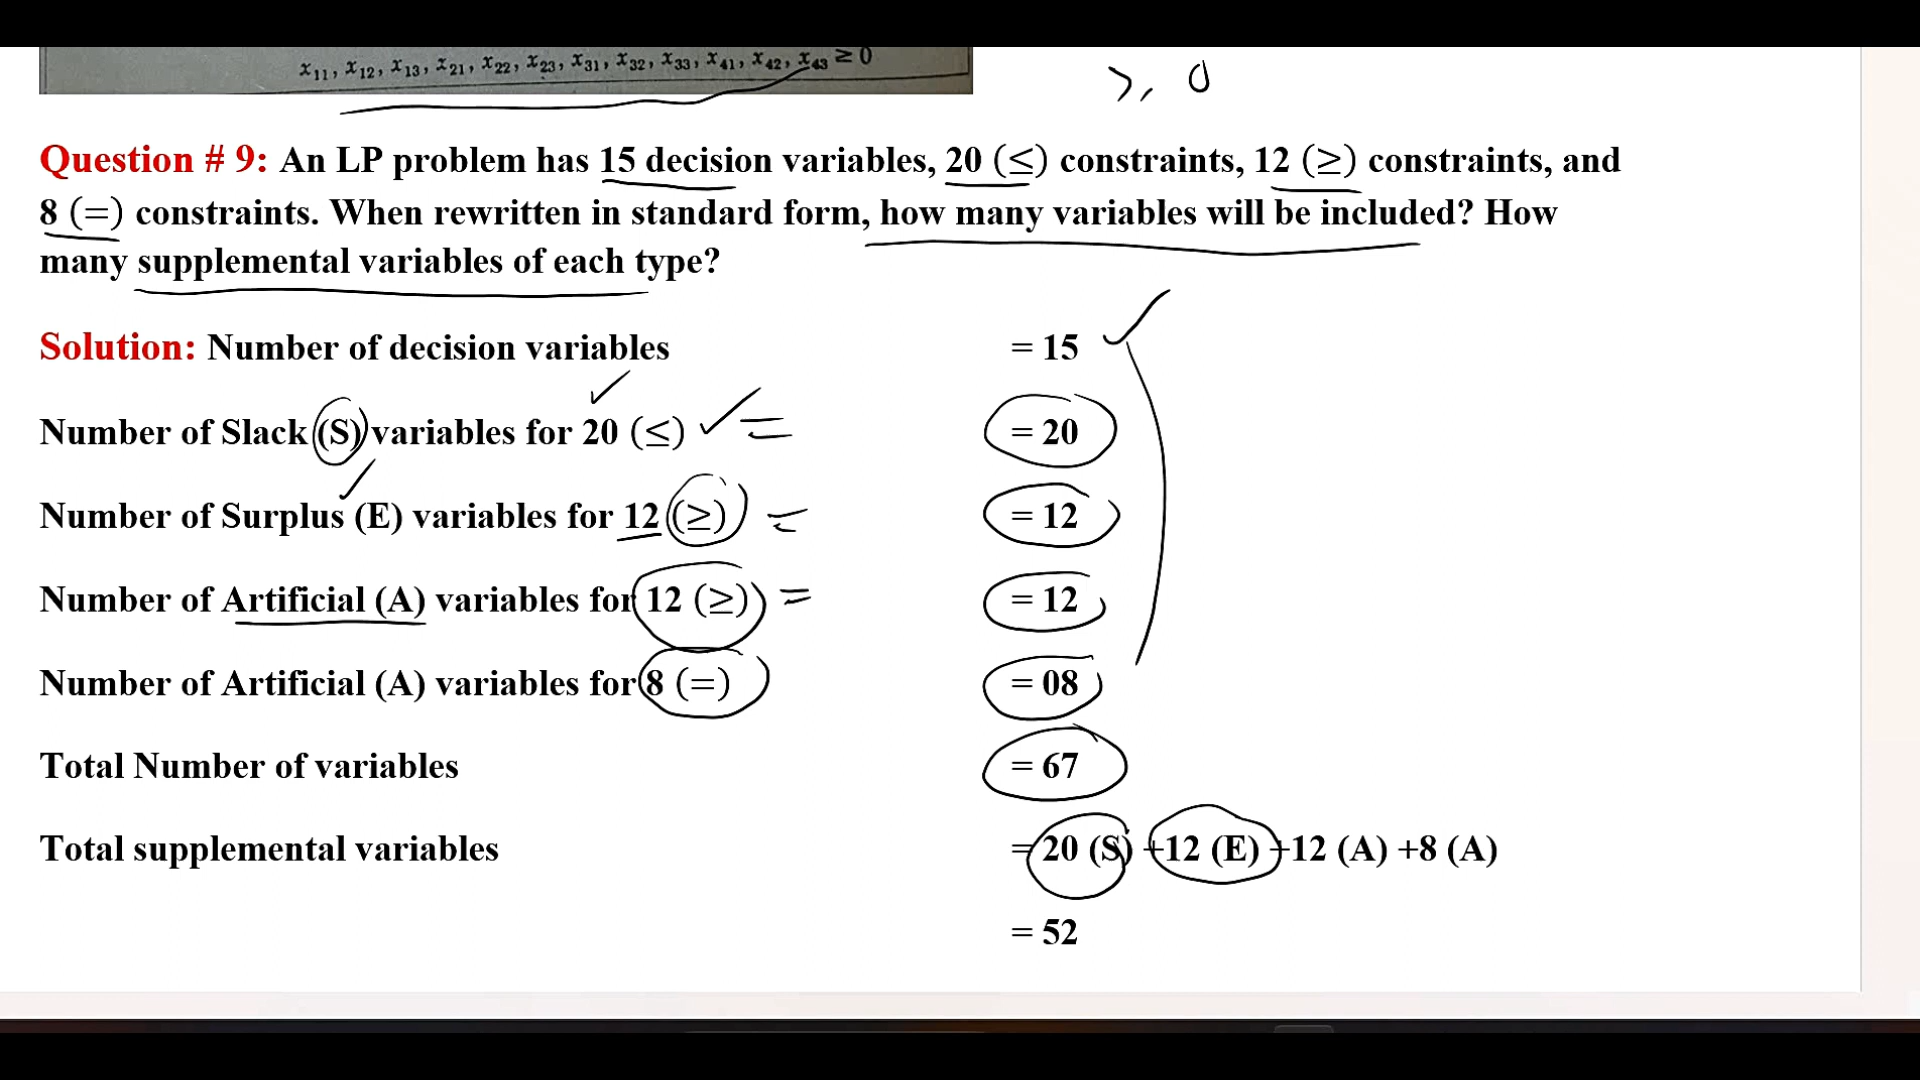 x₁₁, x₁₂, x₁₃, x₂₁, x₂₂, x₂₃, x₃₁, x₃₂, x₃₃, x₄₁, x₄₂, x₄₃ ≥ 0
>, 0
Question # 9: An LP problem has 15 decision variables, 20 (≤) constraints, 12 (≥) constraints, and
8 (=) constraints. When rewritten in standard form, how many variables will be included? How
many supplemental variables of each type?
Solution: Number of decision variables = 15
Number of Slack (S) variables for 20 (≤) = = 20
Number of Surplus (E) variables for 12 (≥) = = 12
Number of Artificial (A) variables for 12 (≥) = = 12
Number of Artificial (A) variables for 8 (=) = 08
Total Number of variables = 67
Total supplemental variables = 20 (S) +12 (E) +12 (A) +8 (A)
= 52